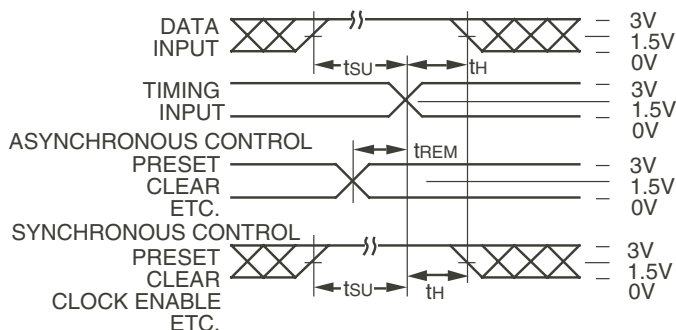 DATA
INPUT
3V
1.5V
0V
tSU
tH
TIMING
INPUT
3V
1.5V
0V
ASYNCHRONOUS CONTROL
tREM
PRESET
CLEAR
ETC.
3V
1.5V
0V
SYNCHRONOUS CONTROL
PRESET
CLEAR
CLOCK ENABLE
ETC.
3V
1.5V
0V
tSU
tH